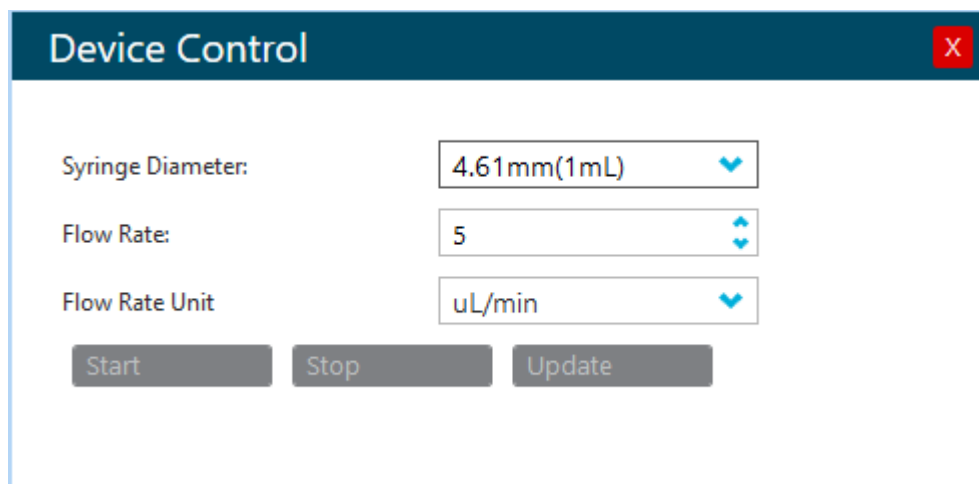 Device Control X
Syringe Diameter: 4.61mm(1mL)
Flow Rate: 5
Flow Rate Unit uL/min
Start Stop Update